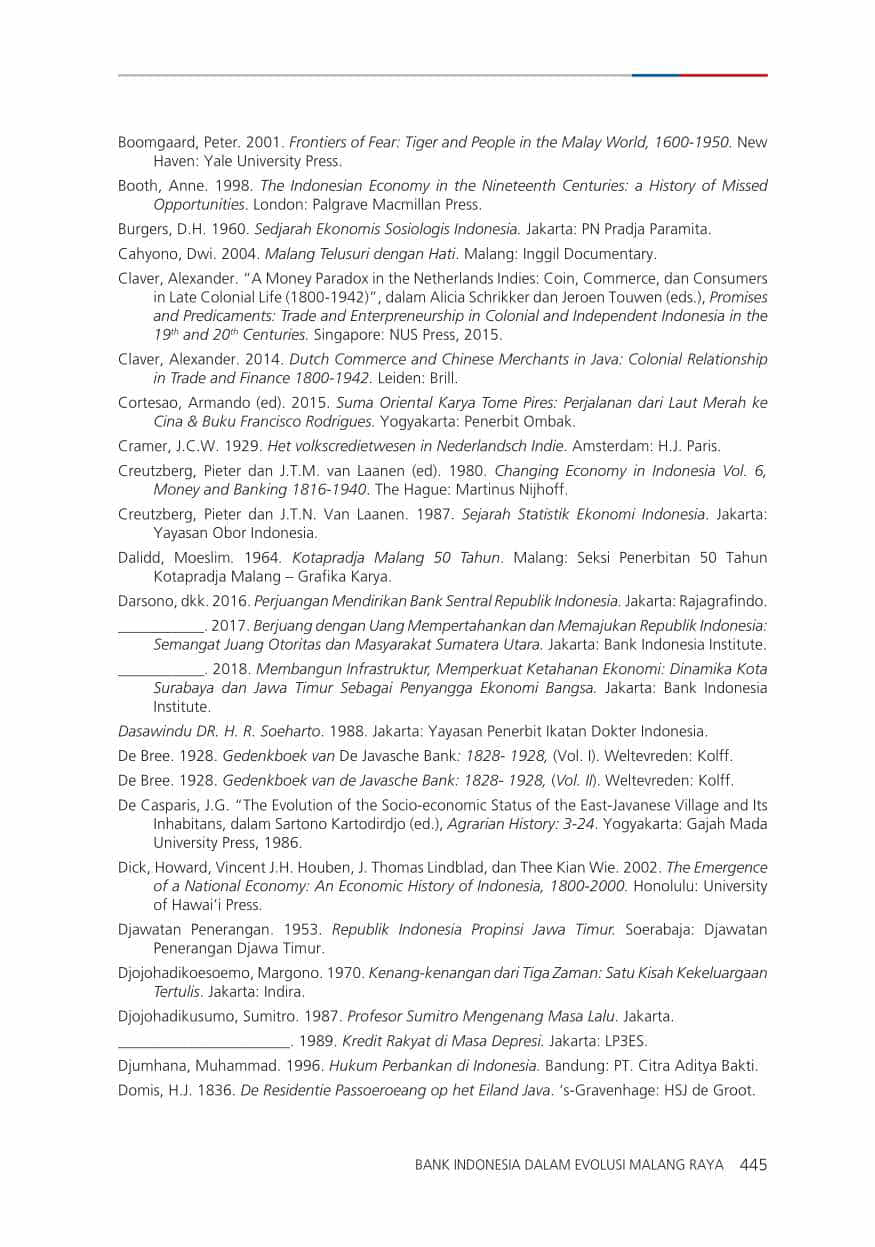 Boomgaard, Peter. 2001. Frontiers of Fear: Tiger and People in the Malay World, 1600-1950. New
Haven: Yale University Press.
Booth, Anne. 1998. The Indonesian Economy in the Nineteenth Centuries: a History of Missed
Opportunities. London: Palgrave Macmillan Press.
Burgers, D.H. 1960. Sedjarah Ekonomis Sosiologis Indonesia. Jakarta: PN Pradja Paramita.
Cahyono, Dwi. 2004. Malang Telusuri dengan Hati. Malang: Inggil Documentary.
Claver, Alexander. “A Money Paradox in the Netherlands Indies: Coin, Commerce, dan Consumers
in Late Colonial Life (1800-1942)”, dalam Alicia Schrikker dan Jeroen Touwen (eds.), Promises
and Predicaments: Trade and Enterpreneurship in Colonial and Independent Indonesia in the
19th and 20th Centuries. Singapore: NUS Press, 2015.
Claver, Alexander. 2014. Dutch Commerce and Chinese Merchants in Java: Colonial Relationship
in Trade and Finance 1800-1942. Leiden: Brill.
Cortesao, Armando (ed). 2015. Suma Oriental Karya Tome Pires: Perjalanan dari Laut Merah ke
Cina & Buku Francisco Rodrigues. Yogyakarta: Penerbit Ombak.
Cramer, J.C.W. 1929. Het volkscredietwesen in Nederlandsch Indie. Amsterdam: H.J. Paris.
Creutzberg, Pieter dan J.T.M. van Laanen (ed). 1980. Changing Economy in Indonesia Vol. 6,
Money and Banking 1816-1940. The Hague: Martinus Nijhoff.
Creutzberg, Pieter dan J.T.N. Van Laanen. 1987. Sejarah Statistik Ekonomi Indonesia. Jakarta:
Yayasan Obor Indonesia.
Dalidd, Moeslim. 1964. Kotapradja Malang 50 Tahun. Malang: Seksi Penerbitan 50 Tahun
Kotapradja Malang – Grafika Karya.
Darsono, dkk. 2016. Perjuangan Mendirikan Bank Sentral Republik Indonesia. Jakarta: Rajagrafindo.
___________. 2017. Berjuang dengan Uang Mempertahankan dan Memajukan Republik Indonesia:
Semangat Juang Otoritas dan Masyarakat Sumatera Utara. Jakarta: Bank Indonesia Institute.
___________. 2018. Membangun Infrastruktur, Memperkuat Ketahanan Ekonomi: Dinamika Kota
Surabaya dan Jawa Timur Sebagai Penyangga Ekonomi Bangsa. Jakarta: Bank Indonesia
Institute.
Dasawindu DR. H. R. Soeharto. 1988. Jakarta: Yayasan Penerbit Ikatan Dokter Indonesia.
De Bree. 1928. Gedenkboek van De Javasche Bank: 1828- 1928, (Vol. I). Weltevreden: Kolff.
De Bree. 1928. Gedenkboek van de Javasche Bank: 1828- 1928, (Vol. II). Weltevreden: Kolff.
De Casparis, J.G. “The Evolution of the Socio-economic Status of the East-Javanese Village and Its
Inhabitans, dalam Sartono Kartodirdjo (ed.), Agrarian History: 3-24. Yogyakarta: Gajah Mada
University Press, 1986.
Dick, Howard, Vincent J.H. Houben, J. Thomas Lindblad, dan Thee Kian Wie. 2002. The Emergence
of a National Economy: An Economic History of Indonesia, 1800-2000. Honolulu: University
of Hawai’i Press.
Djawatan Penerangan. 1953. Republik Indonesia Propinsi Jawa Timur. Soerabaja: Djawatan
Penerangan Djawa Timur.
Djojohadikoesoemo, Margono. 1970. Kenang-kenangan dari Tiga Zaman: Satu Kisah Kekeluargaan
Tertulis. Jakarta: Indira.
Djojohadikusumo, Sumitro. 1987. Profesor Sumitro Mengenang Masa Lalu. Jakarta.
______________________. 1989. Kredit Rakyat di Masa Depresi. Jakarta: LP3ES.
Djumhana, Muhammad. 1996. Hukum Perbankan di Indonesia. Bandung: PT. Citra Aditya Bakti.
Domis, H.J. 1836. De Residentie Passoeroeang op het Eiland Java. ‘s-Gravenhage: HSJ de Groot.
BANK INDONESIA DALAM EVOLUSI MALANG RAYA 445